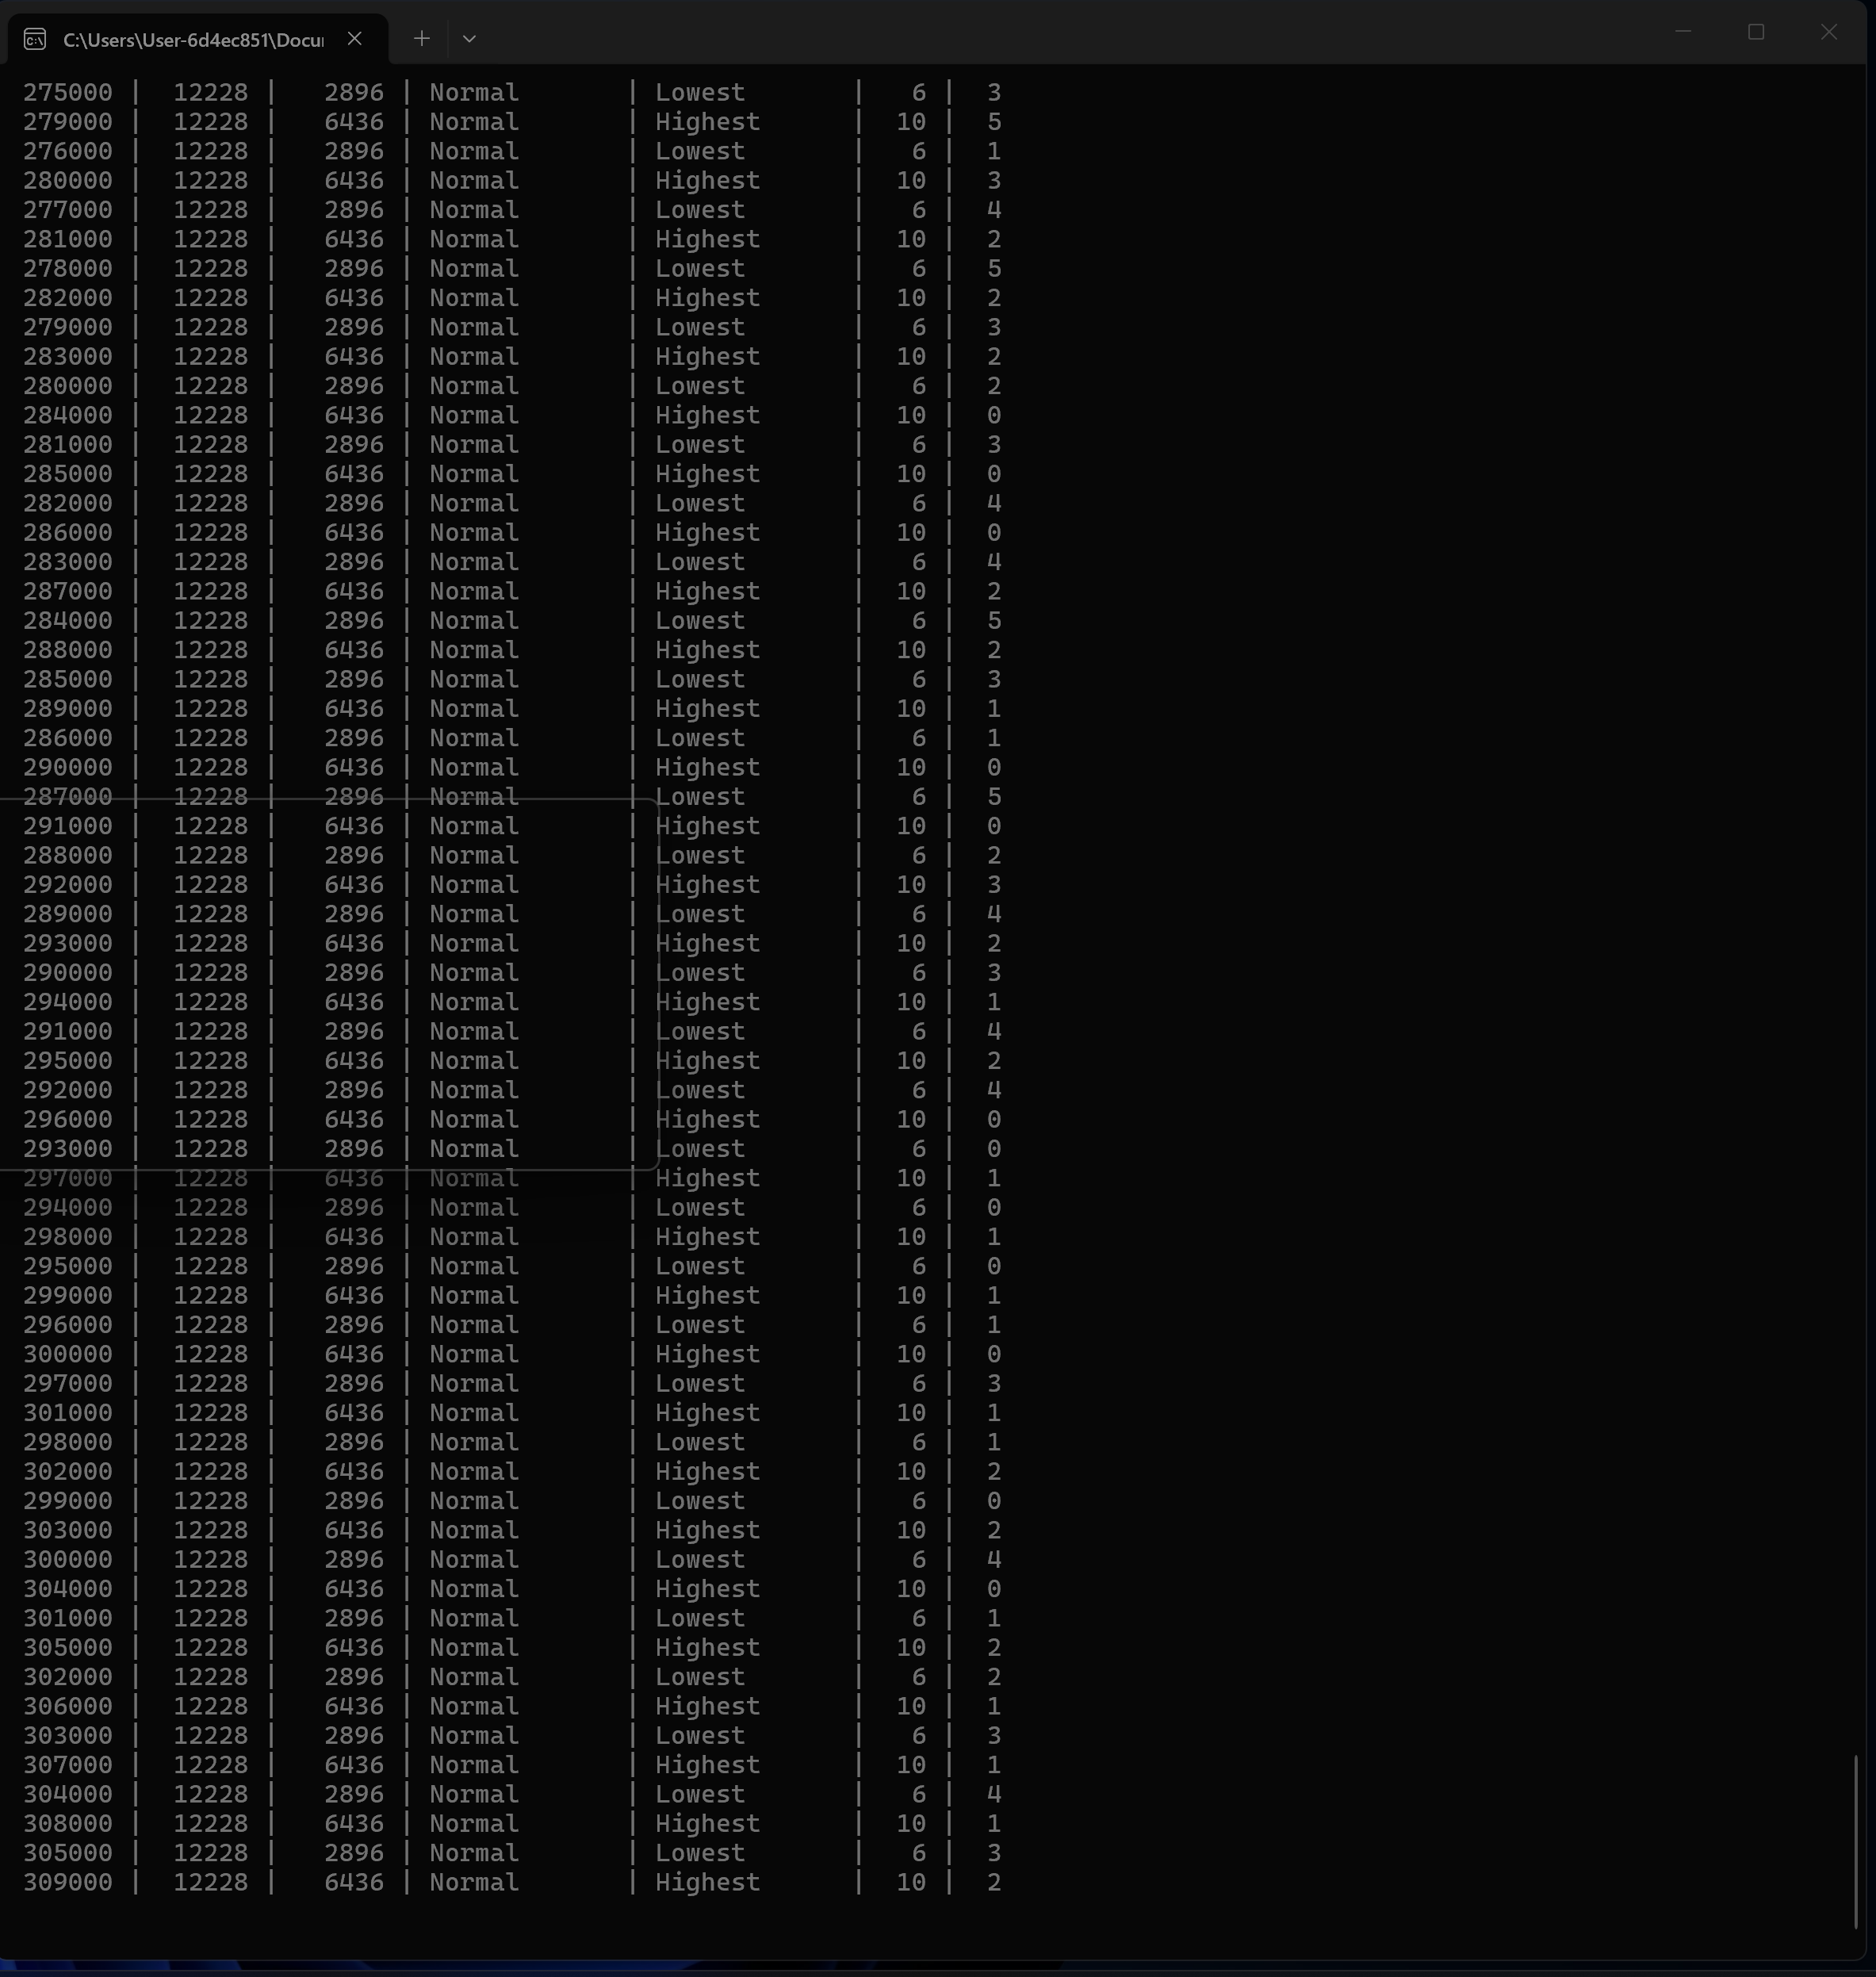 C:\Users\User-6d4ec851\Docu
275000 | 12228 | 2896 | Normal | Lowest | 6 | 3
279000 | 12228 | 6436 | Normal | Highest | 10 | 5
276000 | 12228 | 2896 | Normal | Lowest | 6 | 1
280000 | 12228 | 6436 | Normal | Highest | 10 | 3
277000 | 12228 | 2896 | Normal | Lowest | 6 | 4
281000 | 12228 | 6436 | Normal | Highest | 10 | 2
278000 | 12228 | 2896 | Normal | Lowest | 6 | 5
282000 | 12228 | 6436 | Normal | Highest | 10 | 2
279000 | 12228 | 2896 | Normal | Lowest | 6 | 3
283000 | 12228 | 6436 | Normal | Highest | 10 | 2
280000 | 12228 | 2896 | Normal | Lowest | 6 | 2
284000 | 12228 | 6436 | Normal | Highest | 10 | 0
281000 | 12228 | 2896 | Normal | Lowest | 6 | 3
285000 | 12228 | 6436 | Normal | Highest | 10 | 0
282000 | 12228 | 2896 | Normal | Lowest | 6 | 4
286000 | 12228 | 6436 | Normal | Highest | 10 | 0
283000 | 12228 | 2896 | Normal | Lowest | 6 | 4
287000 | 12228 | 6436 | Normal | Highest | 10 | 2
284000 | 12228 | 2896 | Normal | Lowest | 6 | 5
288000 | 12228 | 6436 | Normal | Highest | 10 | 2
285000 | 12228 | 2896 | Normal | Lowest | 6 | 3
289000 | 12228 | 6436 | Normal | Highest | 10 | 1
286000 | 12228 | 2896 | Normal | Lowest | 6 | 1
290000 | 12228 | 6436 | Normal | Highest | 10 | 0
287000 | 12228 | 2896 | Normal | Lowest | 6 | 5
291000 | 12228 | 6436 | Normal | Highest | 10 | 0
288000 | 12228 | 2896 | Normal | Lowest | 6 | 2
292000 | 12228 | 6436 | Normal | Highest | 10 | 3
289000 | 12228 | 2896 | Normal | Lowest | 6 | 4
293000 | 12228 | 6436 | Normal | Highest | 10 | 2
290000 | 12228 | 2896 | Normal | Lowest | 6 | 3
294000 | 12228 | 6436 | Normal | Highest | 10 | 1
291000 | 12228 | 2896 | Normal | Lowest | 6 | 4
295000 | 12228 | 6436 | Normal | Highest | 10 | 2
292000 | 12228 | 2896 | Normal | Lowest | 6 | 4
296000 | 12228 | 6436 | Normal | Highest | 10 | 0
293000 | 12228 | 2896 | Normal | Lowest | 6 | 0
297000 | 12228 | 6436 | Normal | Highest | 10 | 1
294000 | 12228 | 2896 | Normal | Lowest | 6 | 0
298000 | 12228 | 6436 | Normal | Highest | 10 | 1
295000 | 12228 | 2896 | Normal | Lowest | 6 | 0
299000 | 12228 | 6436 | Normal | Highest | 10 | 1
296000 | 12228 | 2896 | Normal | Lowest | 6 | 1
300000 | 12228 | 6436 | Normal | Highest | 10 | 0
297000 | 12228 | 2896 | Normal | Lowest | 6 | 3
301000 | 12228 | 6436 | Normal | Highest | 10 | 1
298000 | 12228 | 2896 | Normal | Lowest | 6 | 1
302000 | 12228 | 6436 | Normal | Highest | 10 | 2
299000 | 12228 | 2896 | Normal | Lowest | 6 | 0
303000 | 12228 | 6436 | Normal | Highest | 10 | 2
300000 | 12228 | 2896 | Normal | Lowest | 6 | 4
304000 | 12228 | 6436 | Normal | Highest | 10 | 0
301000 | 12228 | 2896 | Normal | Lowest | 6 | 1
305000 | 12228 | 6436 | Normal | Highest | 10 | 2
302000 | 12228 | 2896 | Normal | Lowest | 6 | 2
306000 | 12228 | 6436 | Normal | Highest | 10 | 1
303000 | 12228 | 2896 | Normal | Lowest | 6 | 3
307000 | 12228 | 6436 | Normal | Highest | 10 | 1
304000 | 12228 | 2896 | Normal | Lowest | 6 | 4
308000 | 12228 | 6436 | Normal | Highest | 10 | 1
305000 | 12228 | 2896 | Normal | Lowest | 6 | 3
309000 | 12228 | 6436 | Normal | Highest | 10 | 2